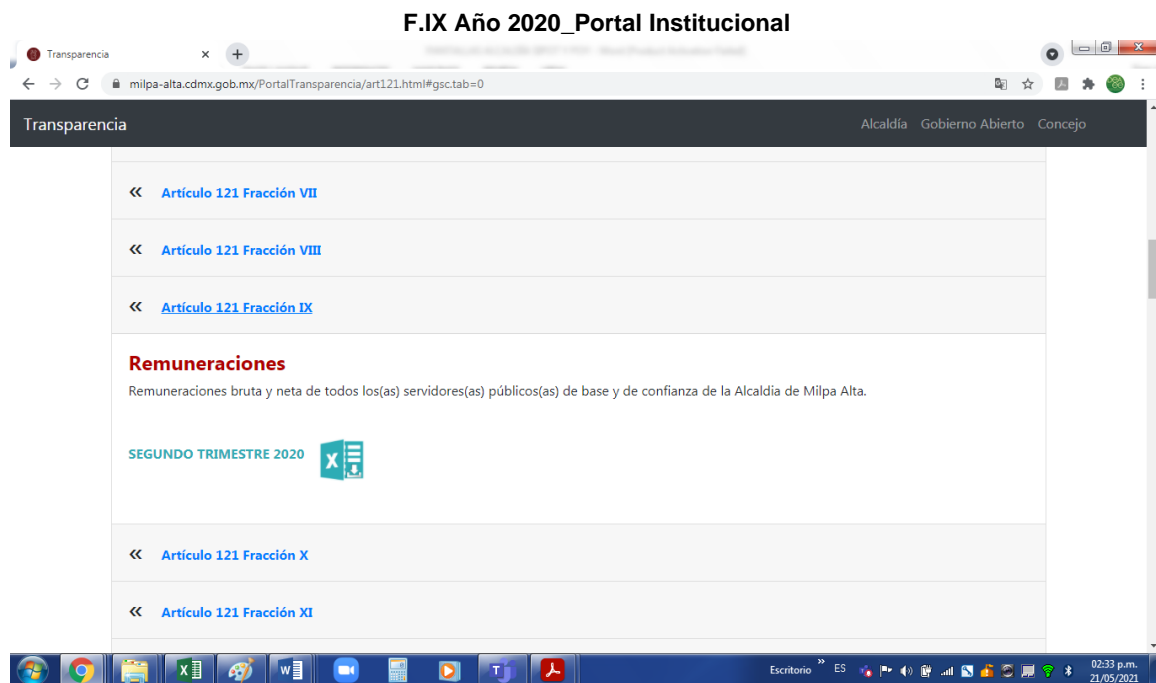 F.IX Año 2020_Portal Institucional
Transparencia
milpa-alta.cdmx.gob.mx/PortalTransparencia/art121.html#gsc.tab=0
Transparencia
Alcaldía Gobierno Abierto Concejo
« Artículo 121 Fracción VII
« Artículo 121 Fracción VIII
« Artículo 121 Fracción IX
Remuneraciones
Remuneraciones bruta y neta de todos los(as) servidores(as) públicos(as) de base y de confianza de la Alcaldia de Milpa Alta.
SEGUNDO TRIMESTRE 2020
« Artículo 121 Fracción X
« Artículo 121 Fracción XI
Escritorio » ES 02:33 p.m.
21/05/2021